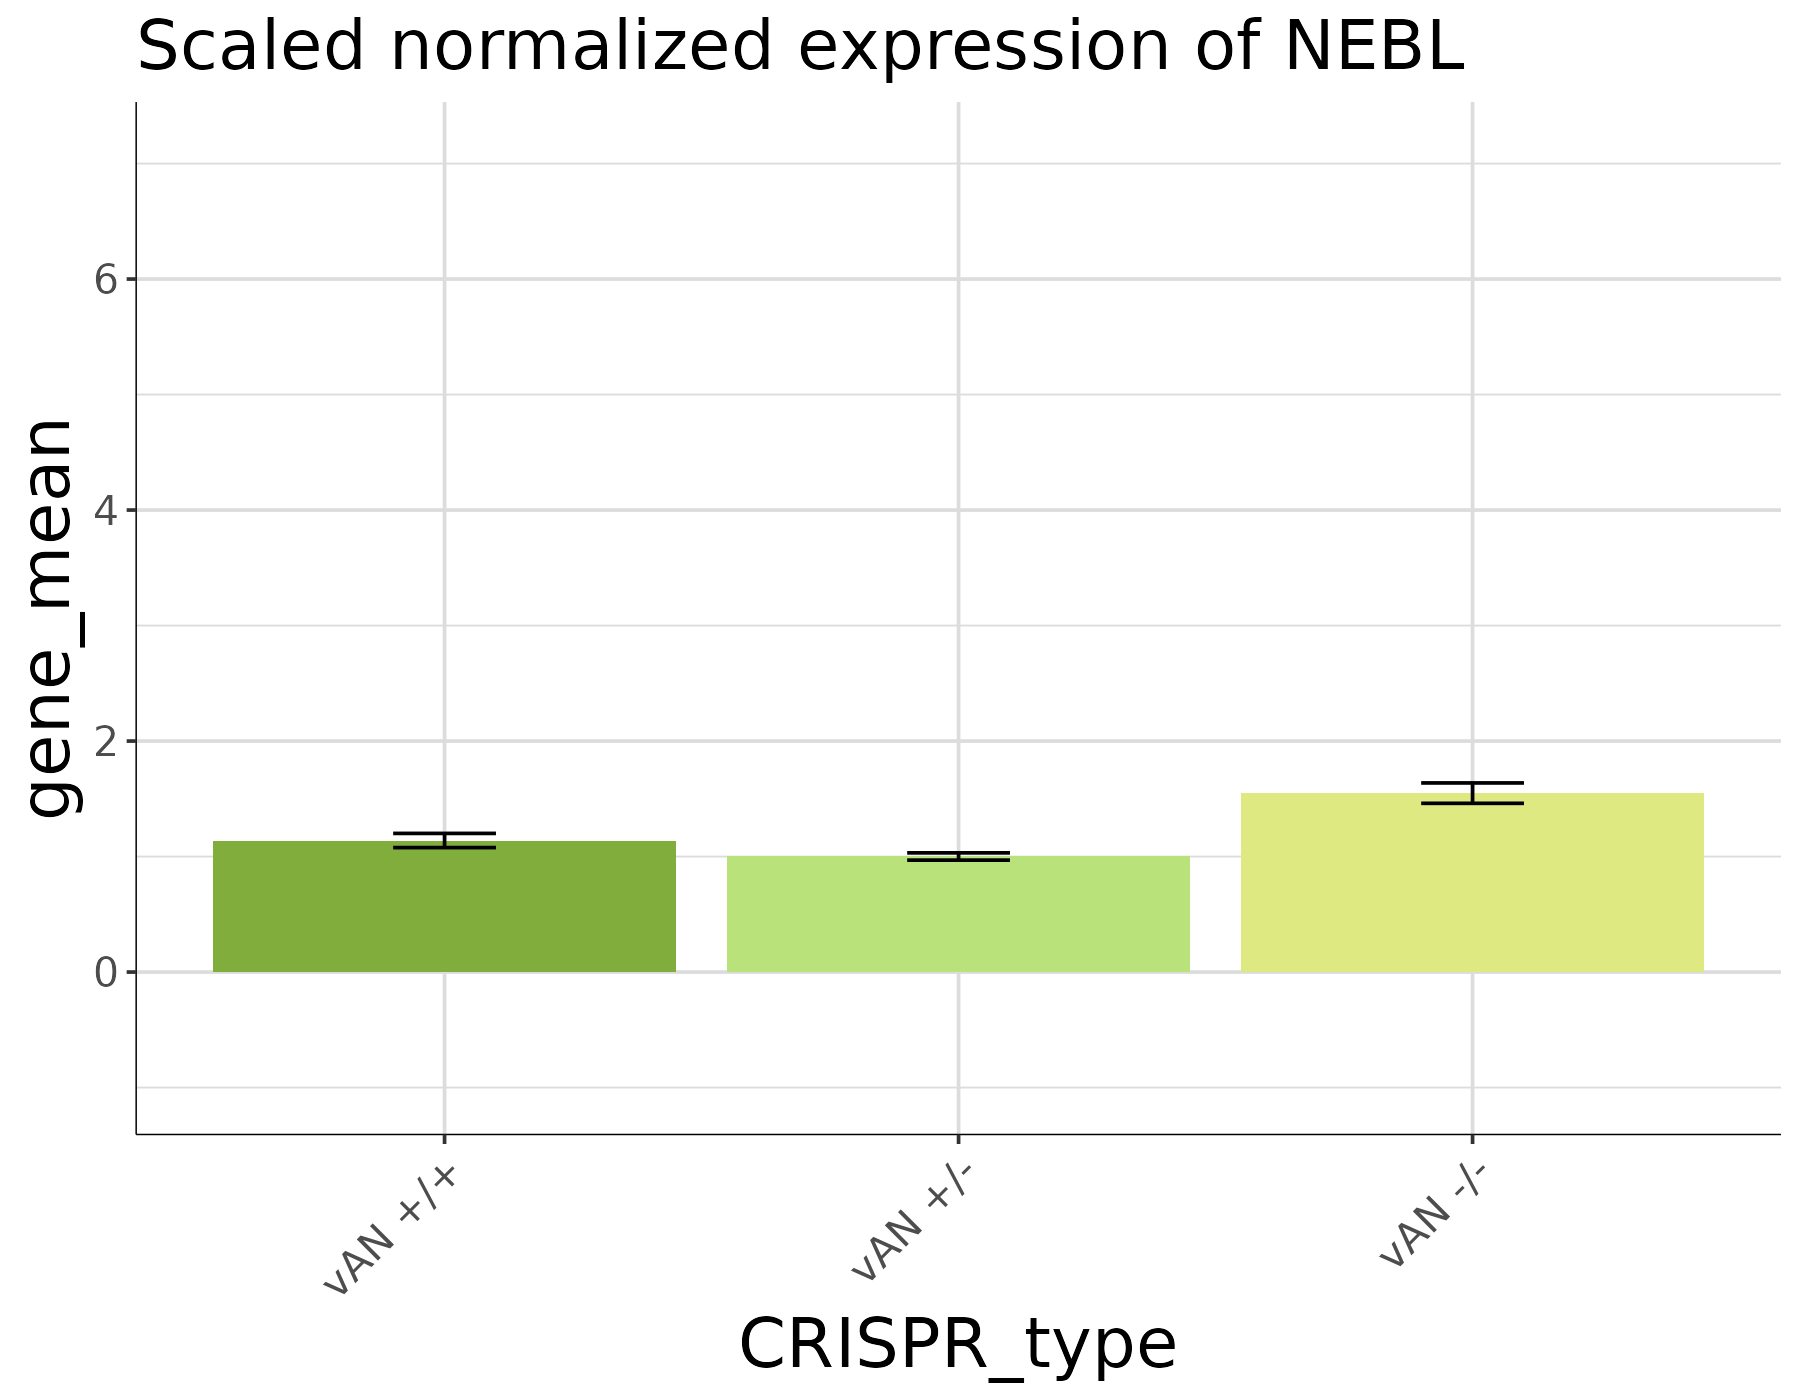 Scaled normalized expression of NEBL
gene_mean
6
4
2
0
vAN +/+
vAN +/-
vAN -/-
CRISPR_type